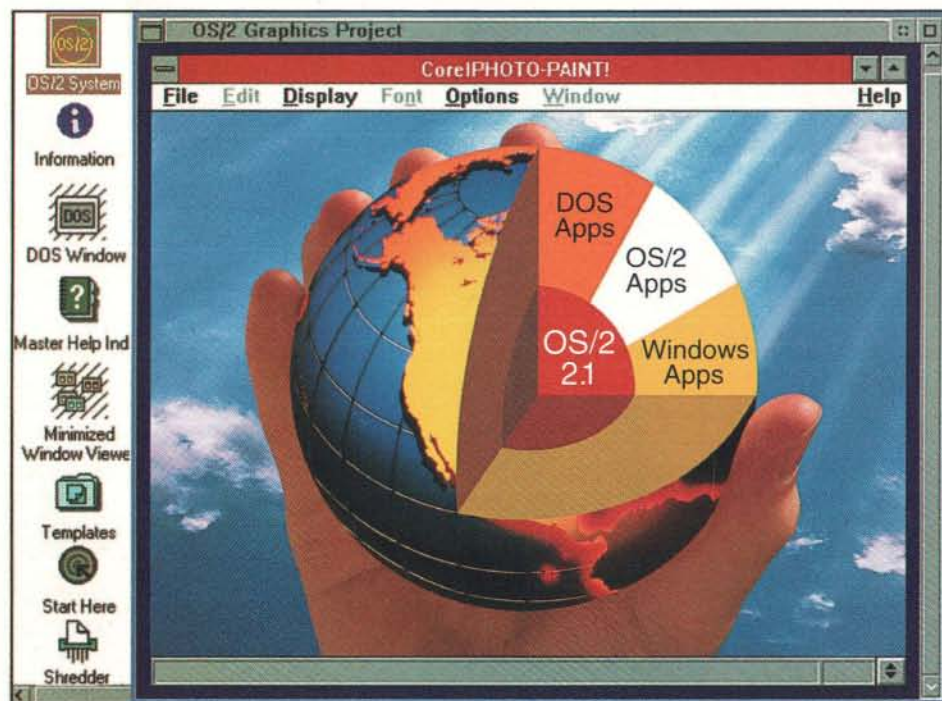 OS/2
OS/2 System
Information
DOS
DOS Window
?
Master Help Ind
Minimized
Window Viewe
Templates
Start Here
Shredder
OS/2 Graphics Project
CorelPHOTO-PAINT!
File Edit Display Font Options Window Help
DOS
Apps
OS/2
Apps
Windows
Apps
OS/2
2.1